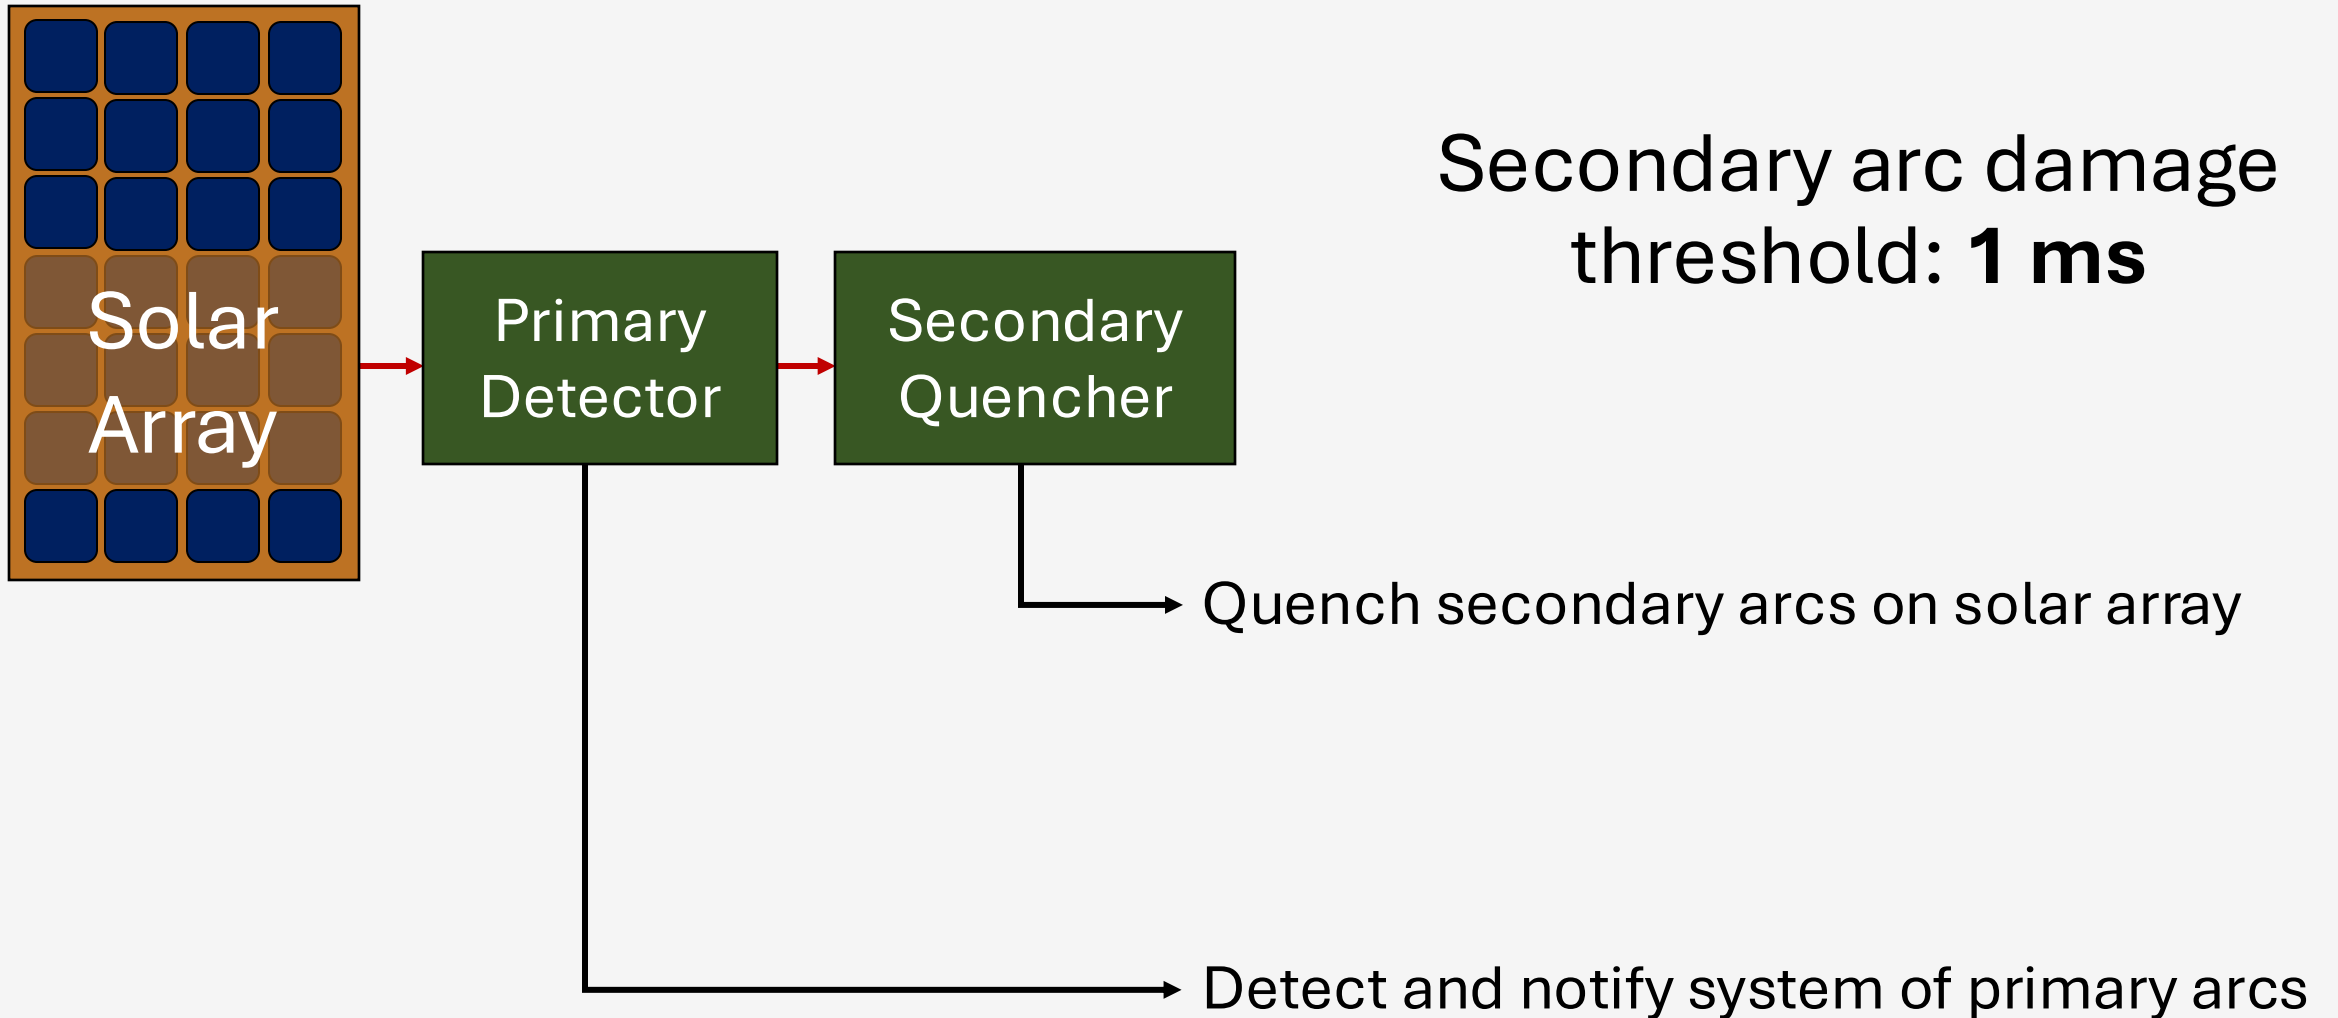 Solar
Array
Primary
Detector
Secondary
Quencher
Secondary arc damage
threshold: 1 ms
Quench secondary arcs on solar array
Detect and notify system of primary arcs